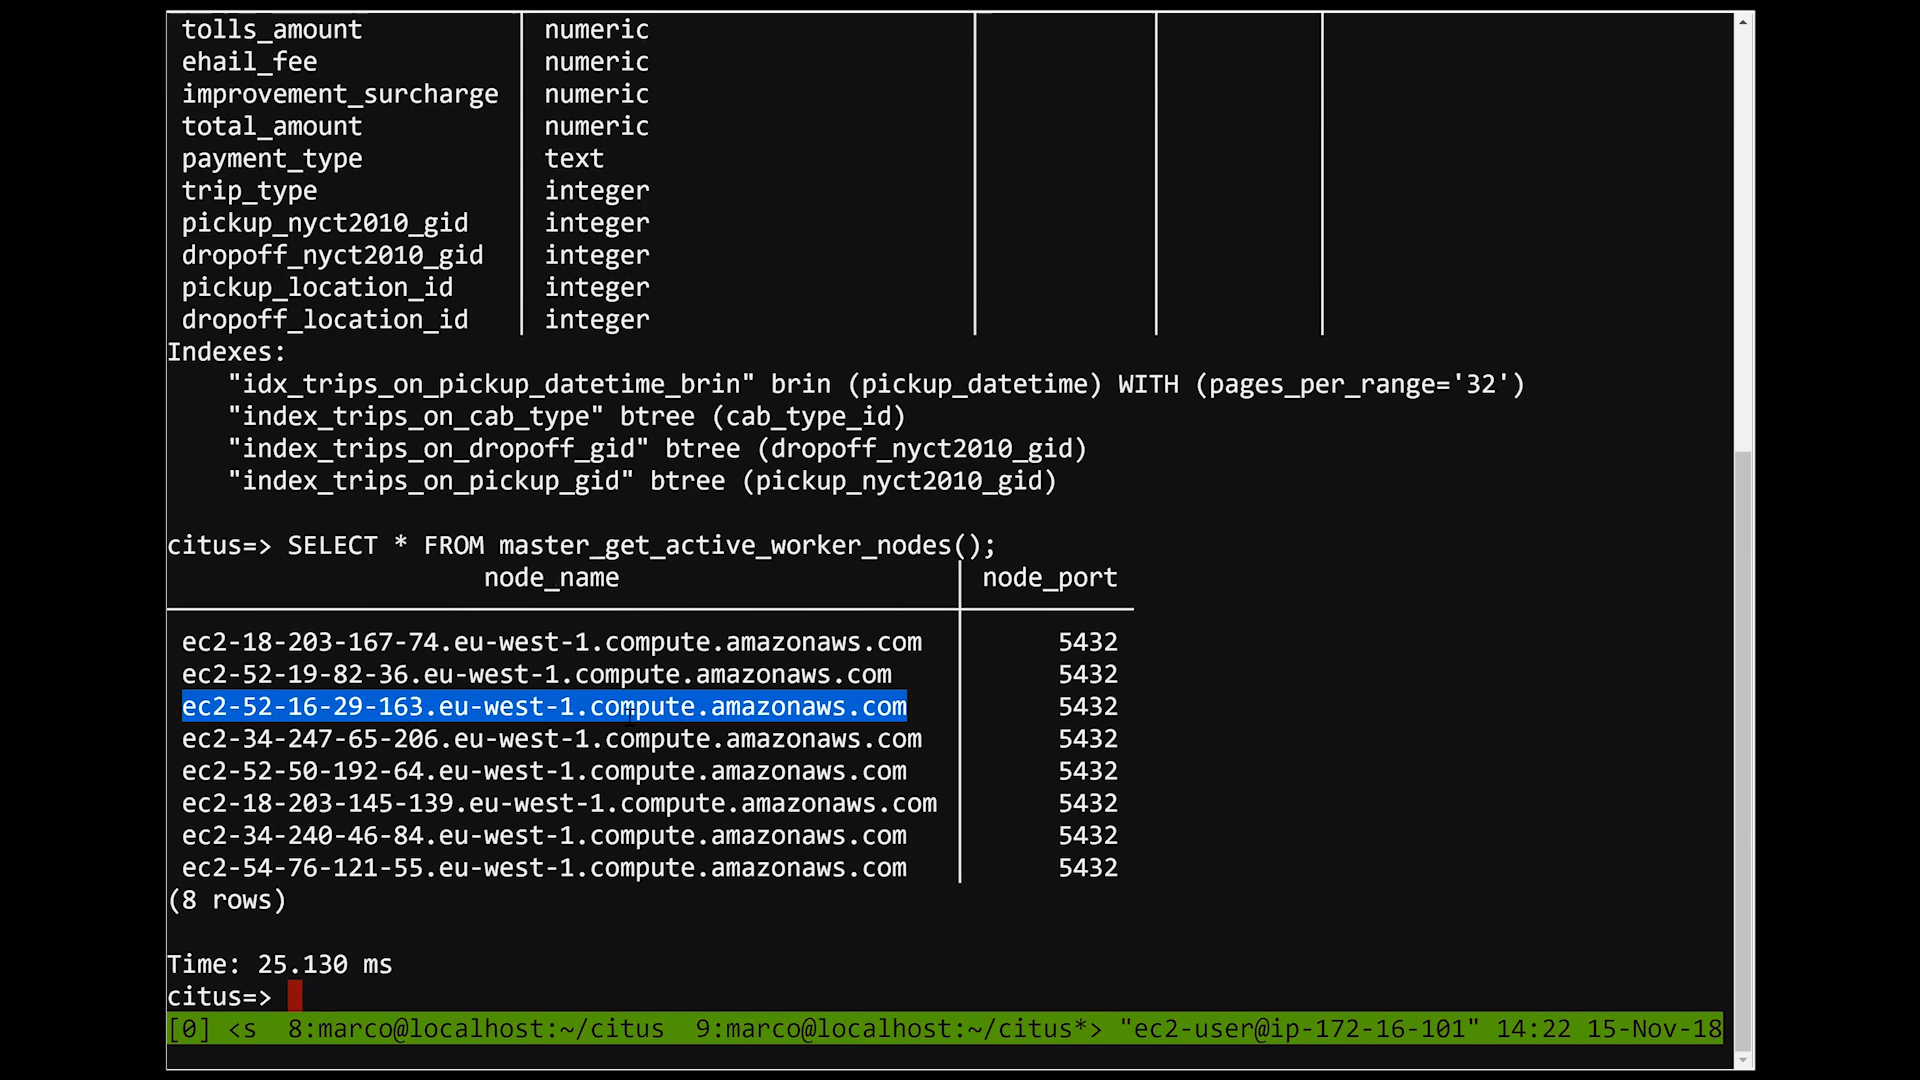 tolls_amount | numeric | | |
ehail_fee | numeric | | |
improvement_surcharge | numeric | | |
total_amount | numeric | | |
payment_type | text | | |
trip_type | integer | | |
pickup_nyct2010_gid | integer | | |
dropoff_nyct2010_gid | integer | | |
pickup_location_id | integer | | |
dropoff_location_id | integer | | |
Indexes:
"idx_trips_on_pickup_datetime_brin" brin (pickup_datetime) WITH (pages_per_range='32')
"index_trips_on_cab_type" btree (cab_type_id)
"index_trips_on_dropoff_gid" btree (dropoff_nyct2010_gid)
"index_trips_on_pickup_gid" btree (pickup_nyct2010_gid)
citus=> SELECT * FROM master_get_active_worker_nodes();
node_name | node_port
ec2-18-203-167-74.eu-west-1.compute.amazonaws.com | 5432
ec2-52-19-82-36.eu-west-1.compute.amazonaws.com | 5432
ec2-52-16-29-163.eu-west-1.compute.amazonaws.com | 5432
ec2-34-247-65-206.eu-west-1.compute.amazonaws.com | 5432
ec2-52-50-192-64.eu-west-1.compute.amazonaws.com | 5432
ec2-18-203-145-139.eu-west-1.compute.amazonaws.com | 5432
ec2-34-240-46-84.eu-west-1.compute.amazonaws.com | 5432
ec2-54-76-121-55.eu-west-1.compute.amazonaws.com | 5432
(8 rows)
Time: 25.130 ms
citus=>
[0] <s 8:marco@localhost:~/citus 9:marco@localhost:~/citus*> "ec2-user@ip-172-16-101" 14:22 15-Nov-18